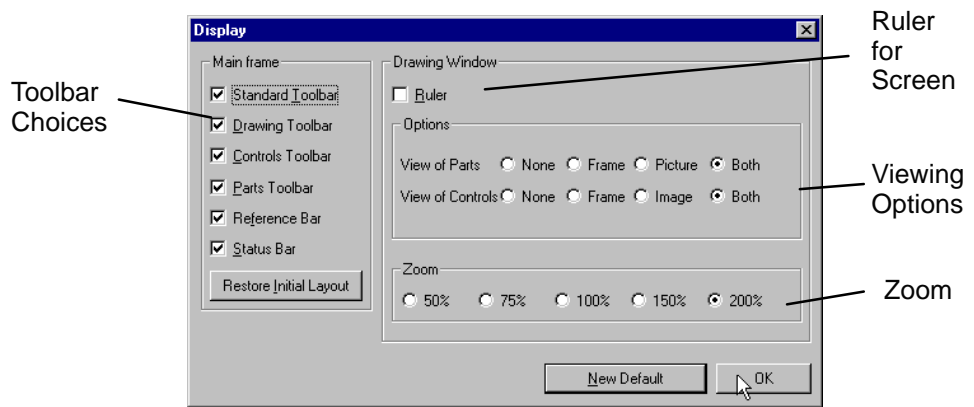 Display
Main frame
Standard Toolbar
Drawing Toolbar
Controls Toolbar
Parts Toolbar
Reference Bar
Status Bar
Restore Initial Layout
Drawing Window
Ruler
Options
View of Parts None Frame Picture Both
View of Controls None Frame Image Both
Zoom
50% 75% 100% 150% 200%
New Default OK
Toolbar
Choices
Ruler
for
Screen
Viewing
Options
Zoom